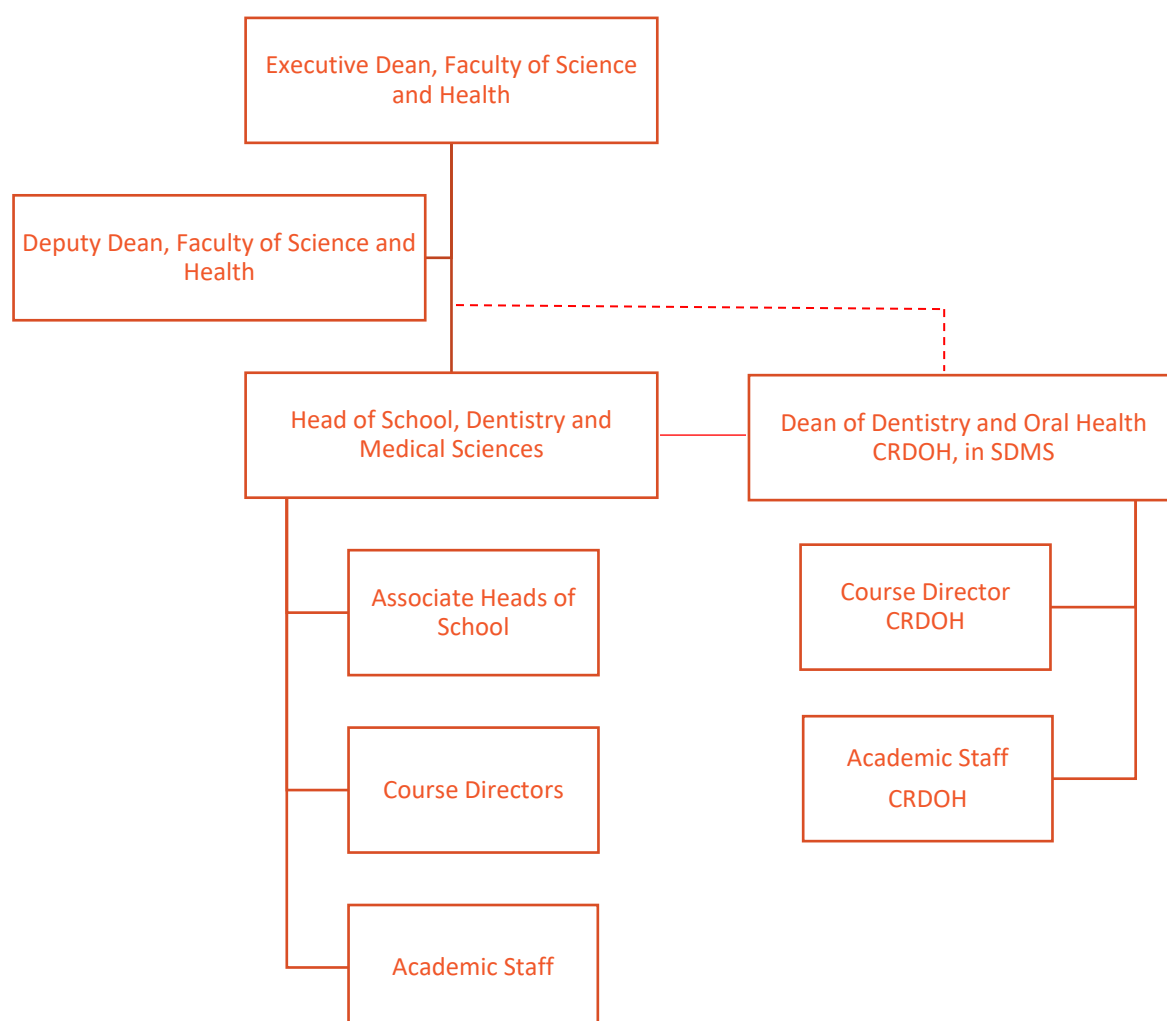 Executive Dean, Faculty of Science
and Health
Deputy Dean, Faculty of Science and
Health
Head of School, Dentistry and
Medical Sciences
Dean of Dentistry and Oral Health
CRDOH, in SDMS
Associate Heads of
School
Course Directors
Academic Staff
Course Director
CRDOH
Academic Staff
CRDOH